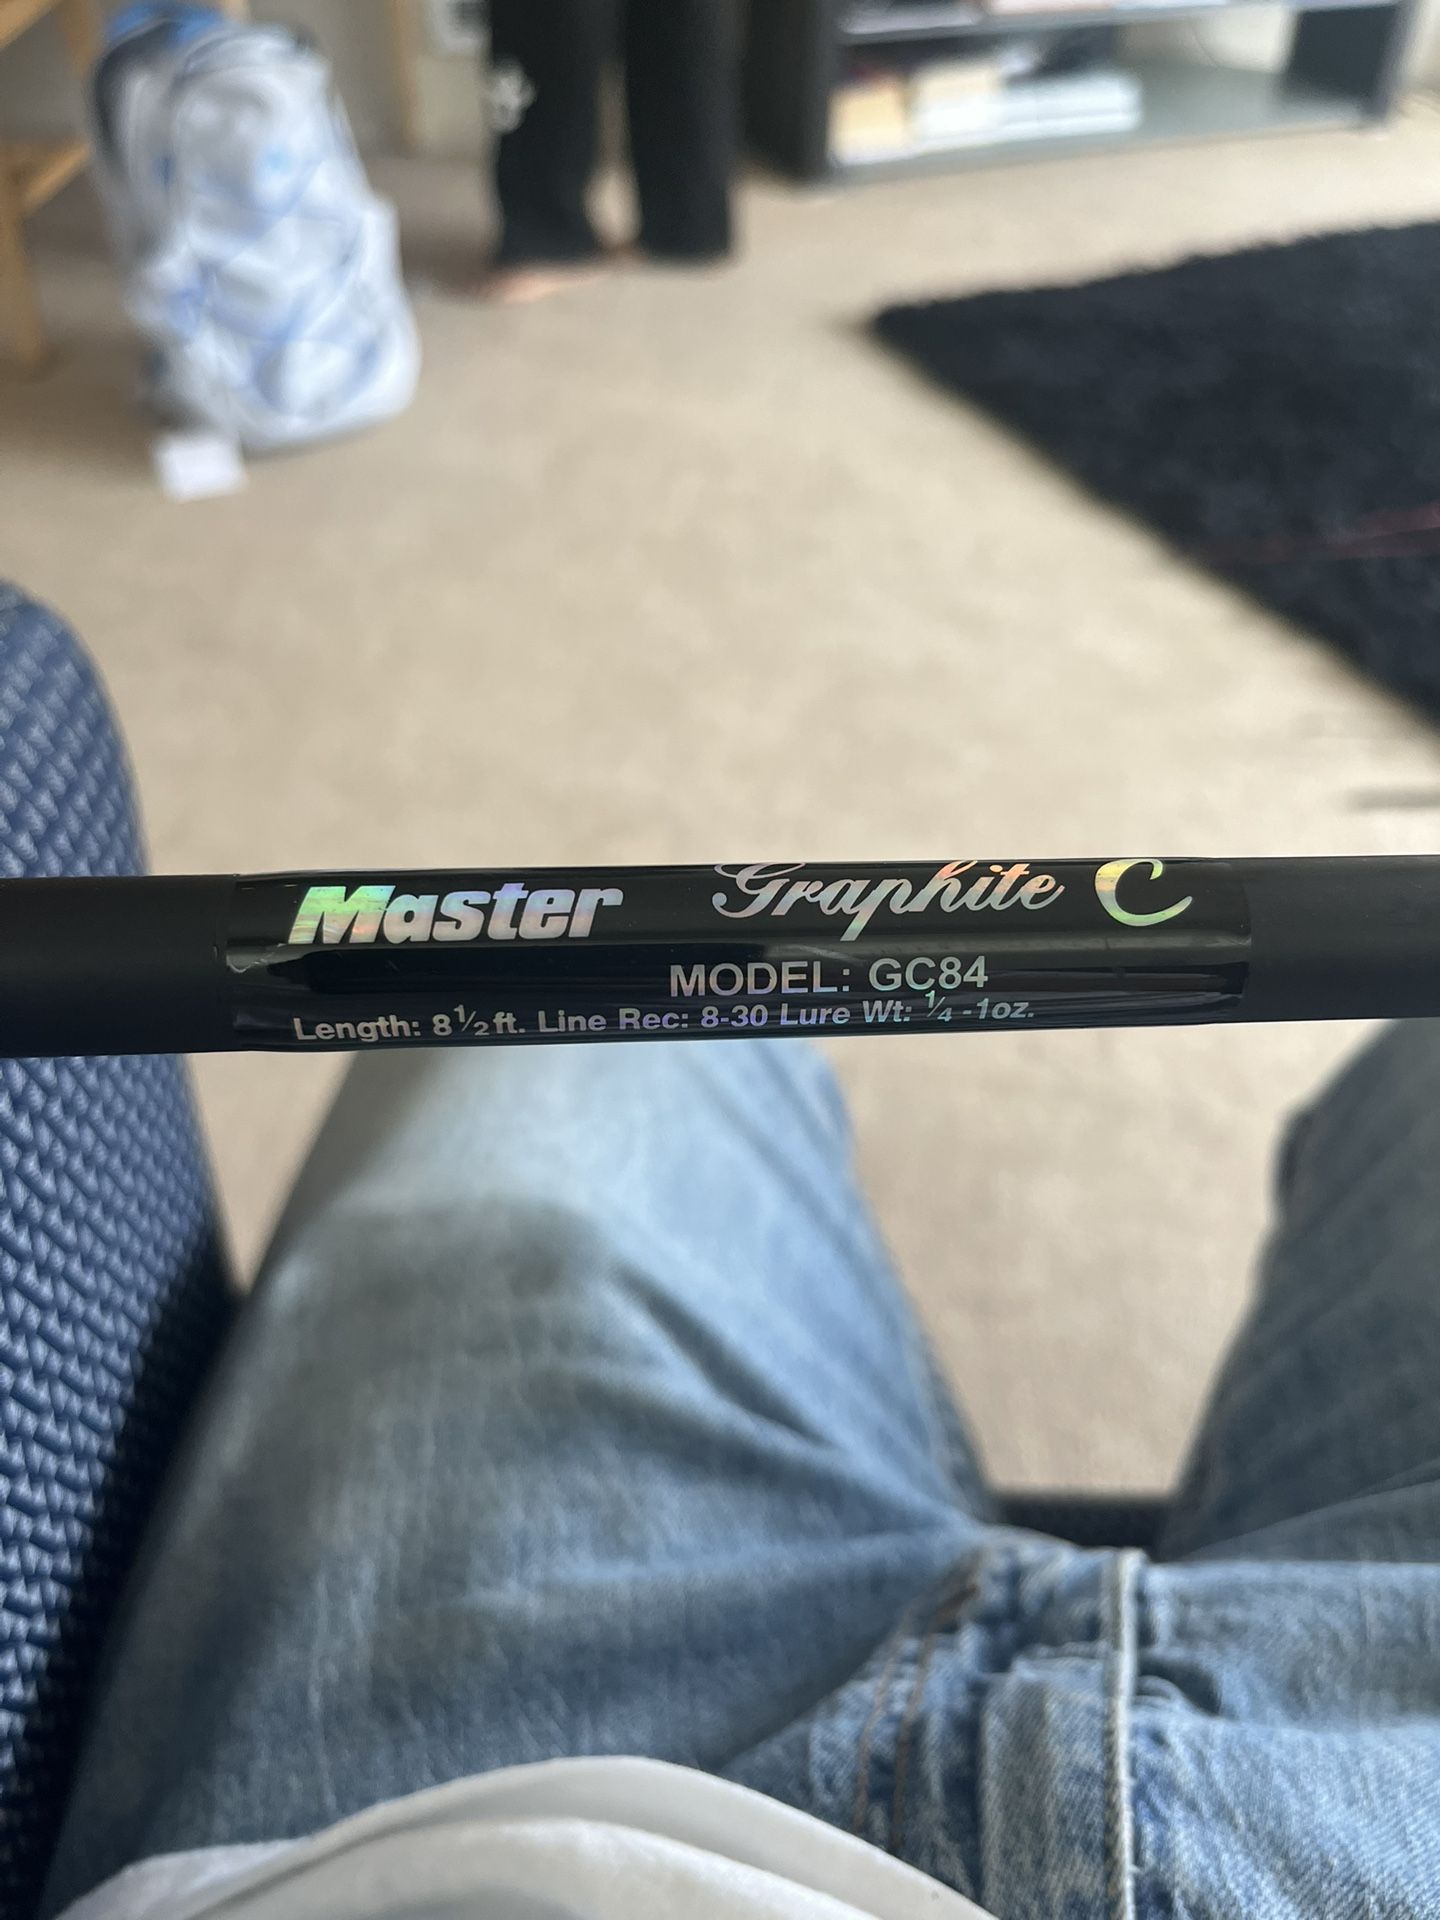 Master Graphite C
MODEL: GC84
Length: 8½ft. Line Rec: 8-30 Lure Wt: ¼-1oz.